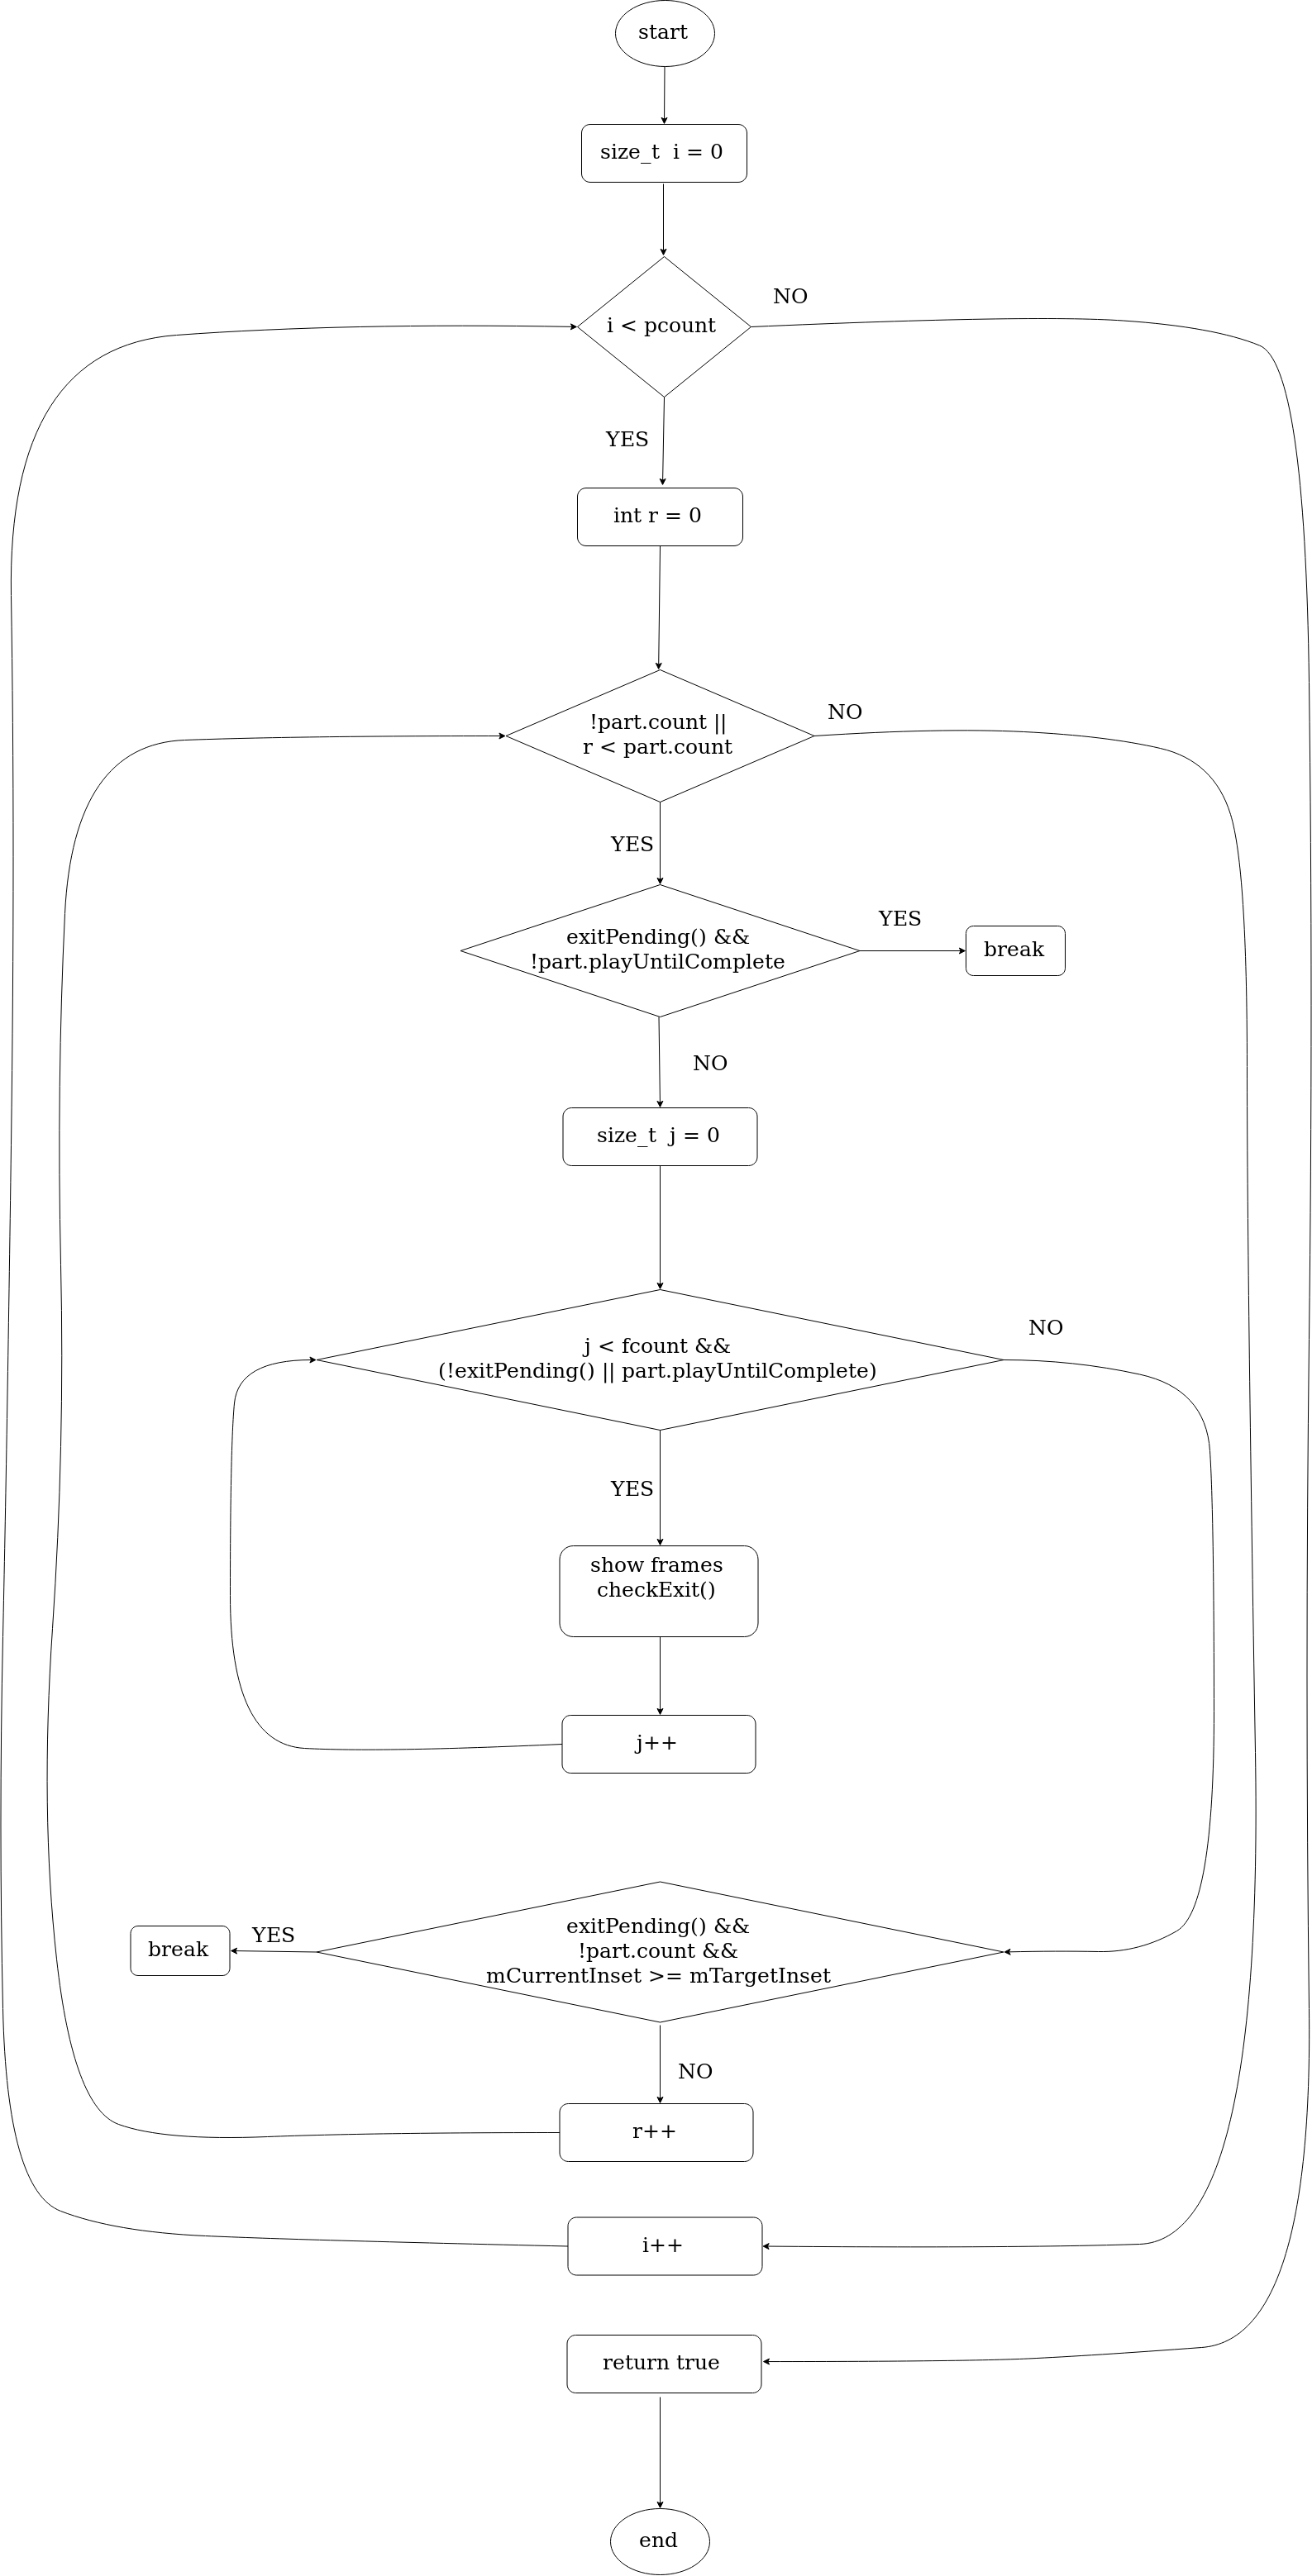 start
size_t  i = 0
i < pcount
NO
YES
int r = 0
!part.count ||
r < part.count
NO
YES
exitPending() &&
!part.playUntilComplete
YES
break
NO
size_t  j = 0
j < fcount &&
(!exitPending() || part.playUntilComplete)
NO
YES
show frames
checkExit()
j++
exitPending() &&
!part.count &&
mCurrentInset >= mTargetInset
YES
break
NO
r++
i++
return true
end